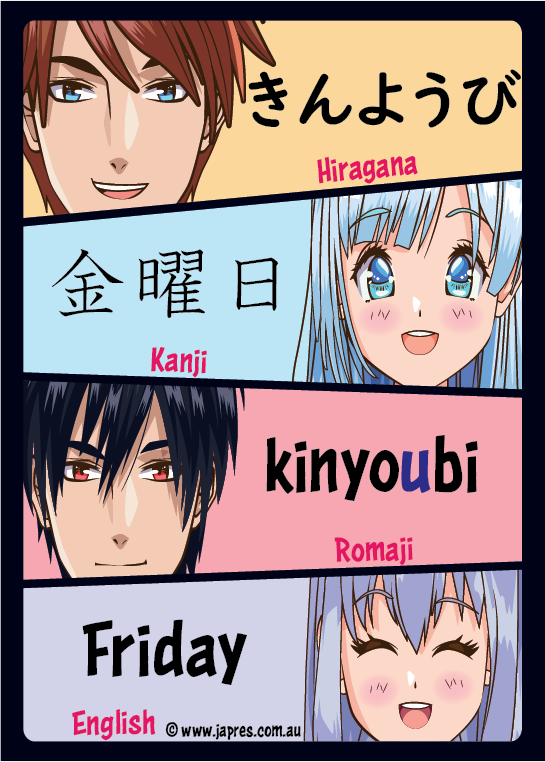 きんようび
Hiragana
金曜日
Kanji
kinyoubi
Romaji
Friday
English © www.japres.com.au